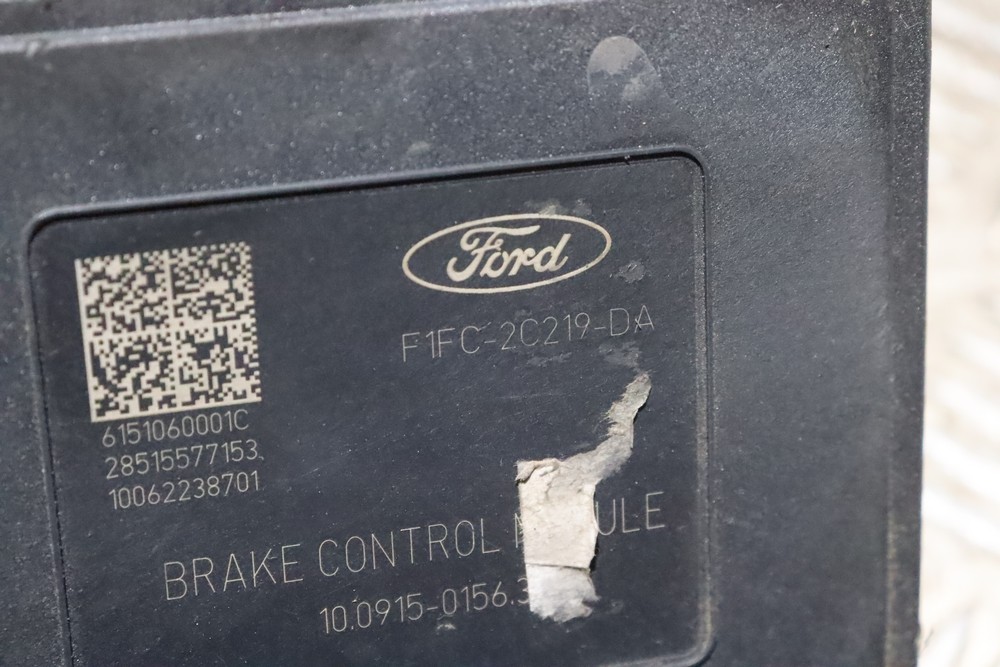 Ford
F1FC-2C219-DA
6151060001C
28515577153
10062238701
BRAKE CONTROL M ULE
10.0915-0156.3